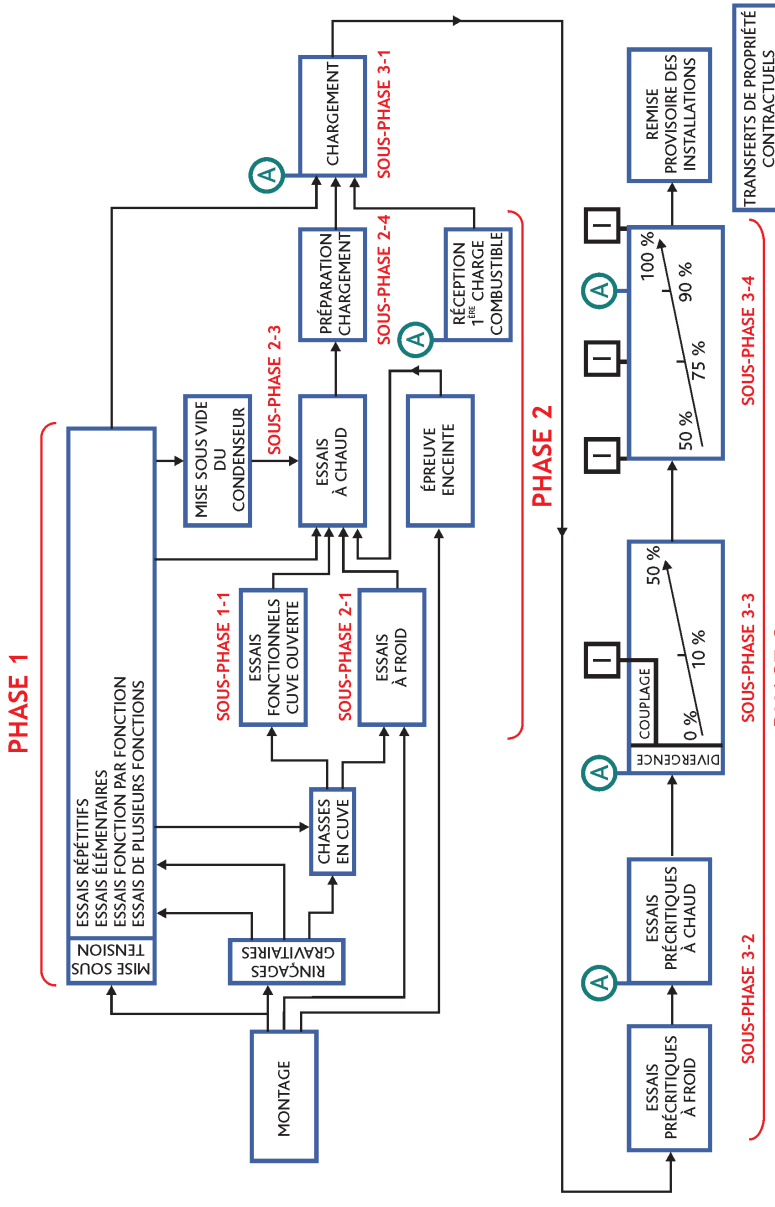 PHASE 1
MISE SOUS
TENSION
ESSAIS RÉPÉTITIFS
ESSAIS ÉLÉMENTAIRES
ESSAIS FONCTION PAR FONCTION
ESSAIS DE PLUSIEURS FONCTIONS
MONTAGE
RINÇAGES
GRAVITAIRES
CHASSES
EN CUVE
SOUS-PHASE 1-1
ESSAIS
FONCTIONNELS
CUVE OUVERTE
SOUS-PHASE 2-1
ESSAIS
À FROID
MISE SOUS VIDE
DU
CONDENSEUR
SOUS-PHASE 2-3
ESSAIS
À CHAUD
ÉPREUVE
ENCEINTE
PRÉPARATION
CHARGEMENT
SOUS-PHASE 2-4
A
RÉCEPTION
1ÈRE CHARGE
COMBUSTIBLE
A
CHARGEMENT
SOUS-PHASE 3-1
PHASE 2
ESSAIS
PRÉCRITIQUES
À FROID
A
ESSAIS
PRÉCRITIQUES
À CHAUD
SOUS-PHASE 3-2
A
DIVERGENCE
I
COUPLAGE
0 %
10 %
50 %
SOUS-PHASE 3-3
I
I
A
I
50 %
75 %
90 %
100 %
SOUS-PHASE 3-4
REMISE
PROVISOIRE DES
INSTALLATIONS
TRANSFERTS DE PROPRIÉTÉ
CONTRACTUELS